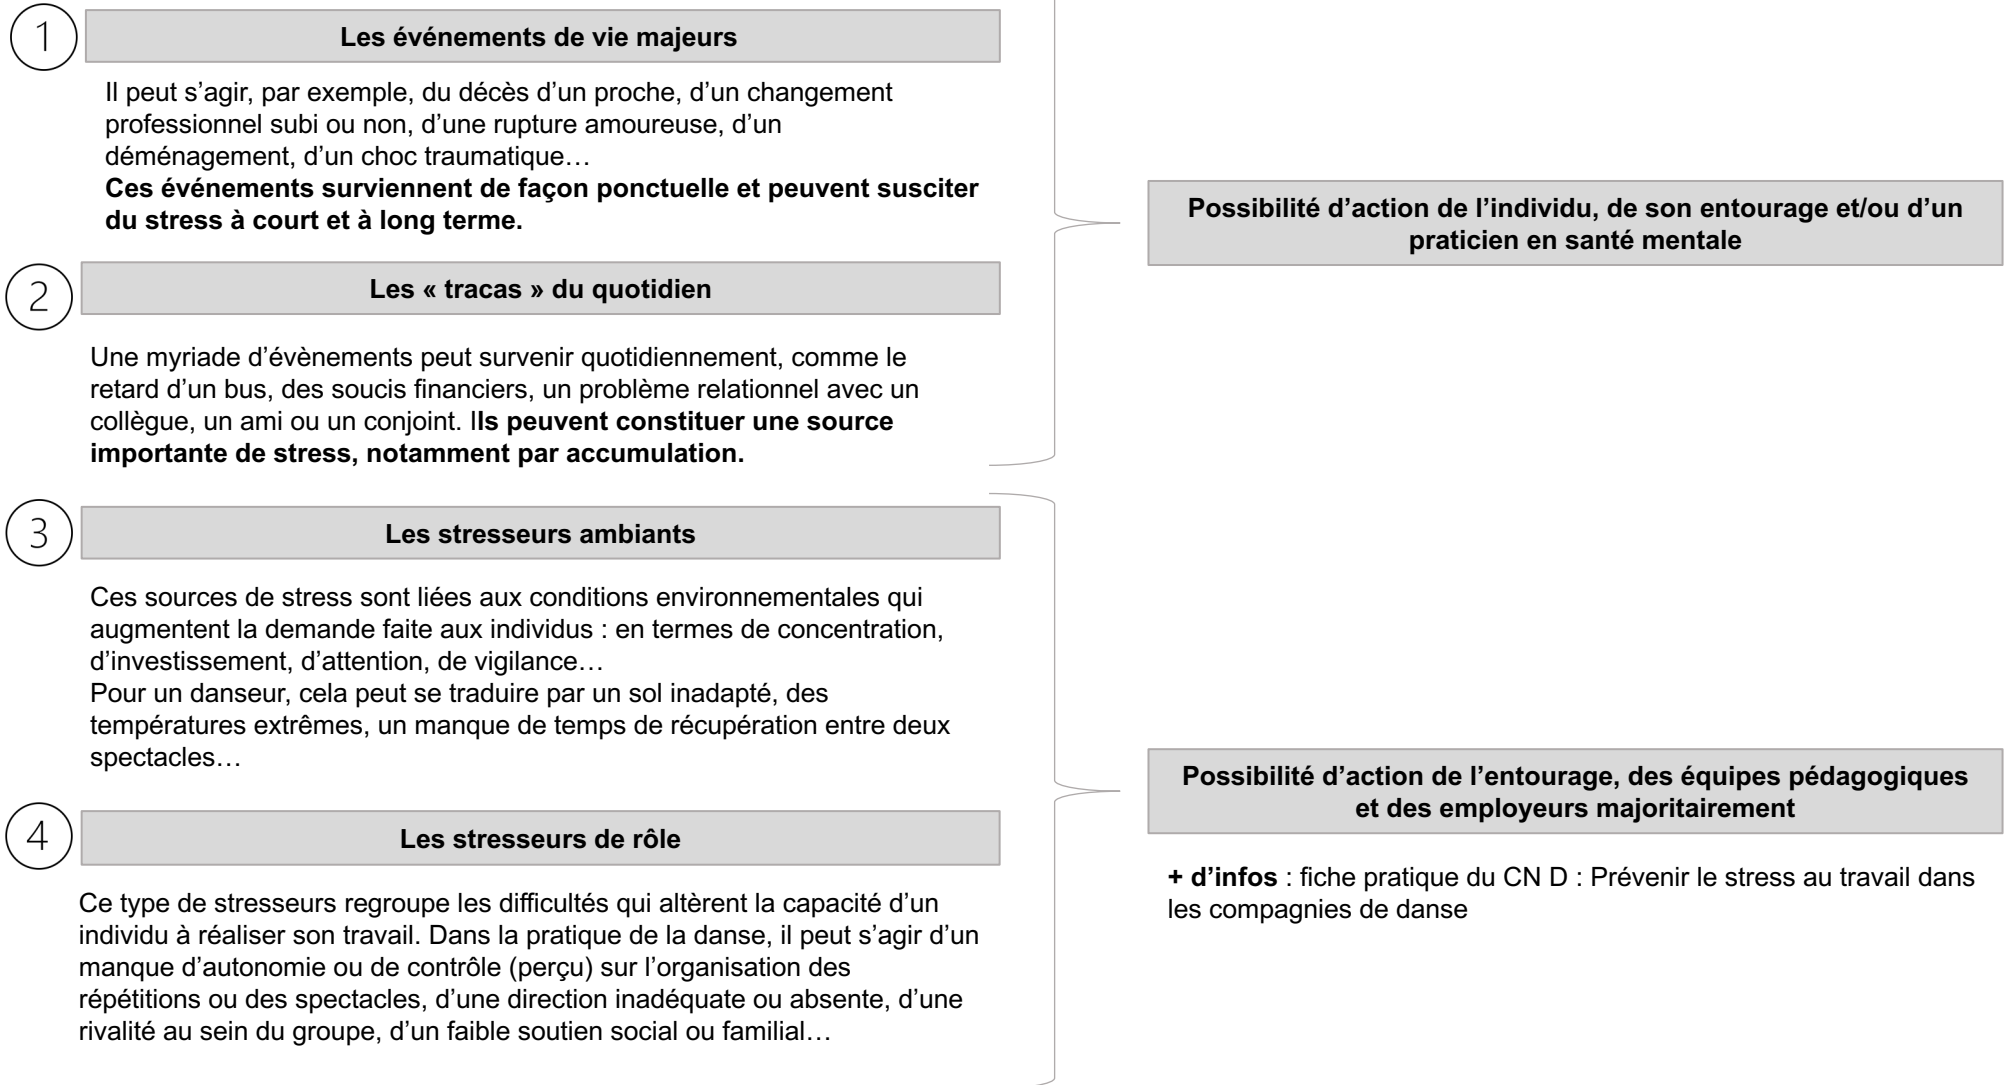 1
Les événements de vie majeurs
Il peut s’agir, par exemple, du décès d’un proche, d’un changement
professionnel subi ou non, d’une rupture amoureuse, d’un
déménagement, d’un choc traumatique…
Ces événements surviennent de façon ponctuelle et peuvent susciter
du stress à court et à long terme.
2
Les « tracas » du quotidien
Une myriade d’évènements peut survenir quotidiennement, comme le
retard d’un bus, des soucis financiers, un problème relationnel avec un
collègue, un ami ou un conjoint. Ils peuvent constituer une source
importante de stress, notamment par accumulation.
Possibilité d’action de l’individu, de son entourage et/ou d’un
praticien en santé mentale
3
Les stresseurs ambiants
Ces sources de stress sont liées aux conditions environnementales qui
augmentent la demande faite aux individus : en termes de concentration,
d’investissement, d’attention, de vigilance…
Pour un danseur, cela peut se traduire par un sol inadapté, des
températures extrêmes, un manque de temps de récupération entre deux
spectacles…
4
Les stresseurs de rôle
Ce type de stresseurs regroupe les difficultés qui altèrent la capacité d’un
individu à réaliser son travail. Dans la pratique de la danse, il peut s’agir d’un
manque d’autonomie ou de contrôle (perçu) sur l’organisation des
répétitions ou des spectacles, d’une direction inadéquate ou absente, d’une
rivalité au sein du groupe, d’un faible soutien social ou familial…
Possibilité d’action de l’entourage, des équipes pédagogiques
et des employeurs majoritairement
+ d’infos : fiche pratique du CN D : Prévenir le stress au travail dans
les compagnies de danse